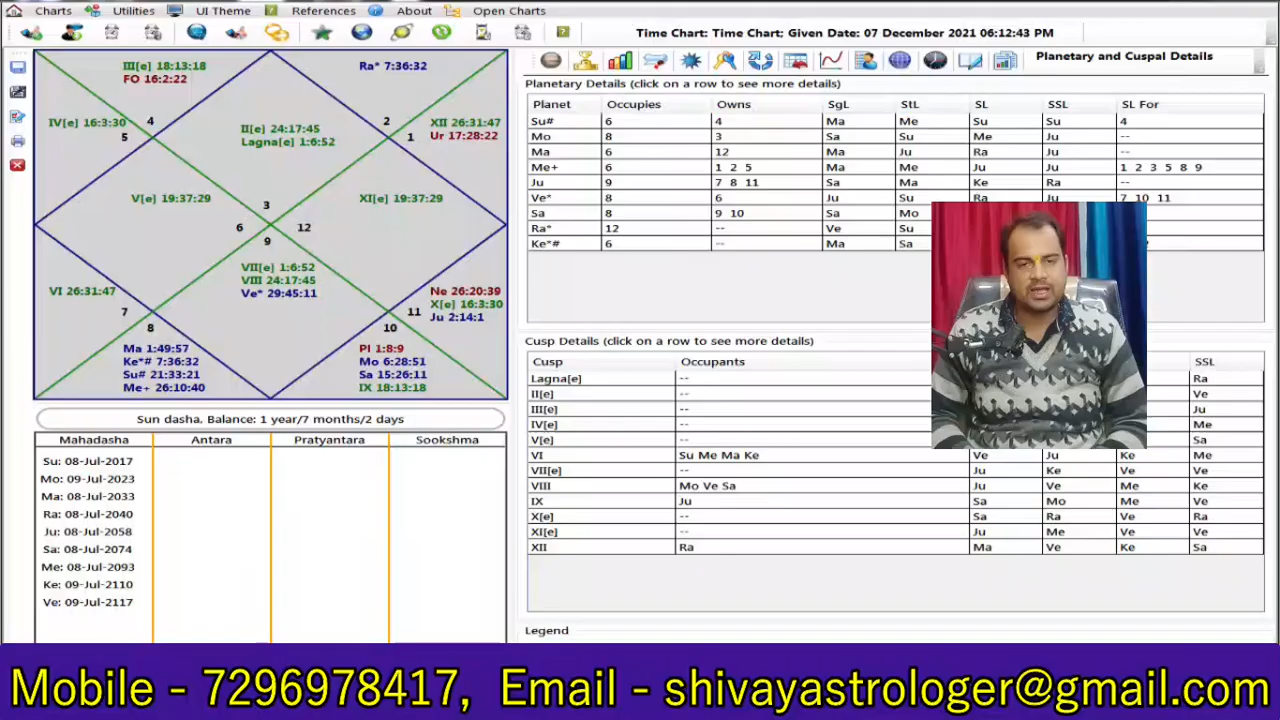 Charts Utilities UI Theme References About Open Charts
Time Chart: Time Chart: Given Date: 07 December 2021 06:12:43 PM
Planetary and Cuspal Details
III[e] 18:13:18
FO 16:2:22
Ra* 7:36:32
IV[e] 16:3:30
4
5
II[e] 24:17:45
Lagna[e] 1:6:52
2
1
XII 26:31:47
Ur 17:28:22
V[e] 19:37:29
XI[e] 19:37:29
3
6 12
9
VII[e] 1:6:52
VIII 24:17:45
Ve* 29:45:11
VI 26:31:47
7
8
Ne 26:20:39
X[e] 16:3:30
Ju 2:14:1
11
10
Ma 1:49:57
Ke*# 7:36:32
Su# 21:33:21
Me+ 26:10:40
Pl 1:8:9
Mo 6:28:51
Sa 15:26:11
IX 18:13:18
Sun dasha, Balance: 1 year/7 months/2 days
Mahadasha Antara Pratyantara Sookshma
Su: 08-Jul-2017
Mo: 09-Jul-2023
Ma: 08-Jul-2033
Ra: 08-Jul-2040
Ju: 08-Jul-2058
Sa: 08-Jul-2074
Me: 08-Jul-2093
Ke: 09-Jul-2110
Ve: 09-Jul-2117
Planetary Details (click on a row to see more details)
Planet Occupies Owns SgL StL SL SSL SL For
Su# 6 4 Ma Me Su Su 4
Mo 8 3 Sa Su Me Ju --
Ma 6 12 Ma Ju Ra Ju --
Me+ 6 1 2 5 Ma Me Ju Ju 1 2 3 5 8 9
Ju 9 7 8 11 Sa Ma Ke Ra --
Ve* 8 6 Ju Su Ra Ju 7 10 11
Sa 8 9 10 Sa Mo
Ra* 12 -- Ve Su
Ke*# 6 -- Ma Sa
Cusp Details (click on a row to see more details)
Cusp Occupants SSL
Lagna[e] -- Ra
II[e] -- Ve
III[e] -- Ju
IV[e] -- Me
V[e] -- Sa
VI Su Me Ma Ke Ve Ju Ke Me
VII[e] -- Ju Ke Ve Ve
VIII Mo Ve Sa Ju Ve Me Ke
IX Ju Sa Mo Me Ve
X[e] -- Sa Ra Ve Ra
XI[e] -- Ju Me Ve Ve
XII Ra Ma Ve Ke Sa
Legend
Mobile - 7296978417, Email - shivayastrologer@gmail.com